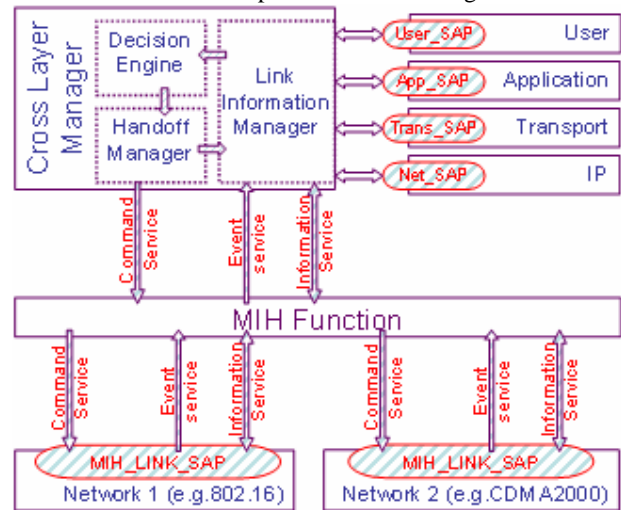 Cross Layer
Manager
Decision
Engine
Handoff
Manager
Link
Information
Manager
User_SAP
User
App_SAP
Application
Trans_SAP
Transport
Net_SAP
IP
Command
Service
Event
service
Information
Service
MIH Function
Command
Service
Event
service
Information
Service
Command
Service
Event
service
Information
Service
MIH_LINK_SAP
Network 1 (e.g.802.16)
MIH_LINK_SAP
Network 2 (e.g.CDMA2000)